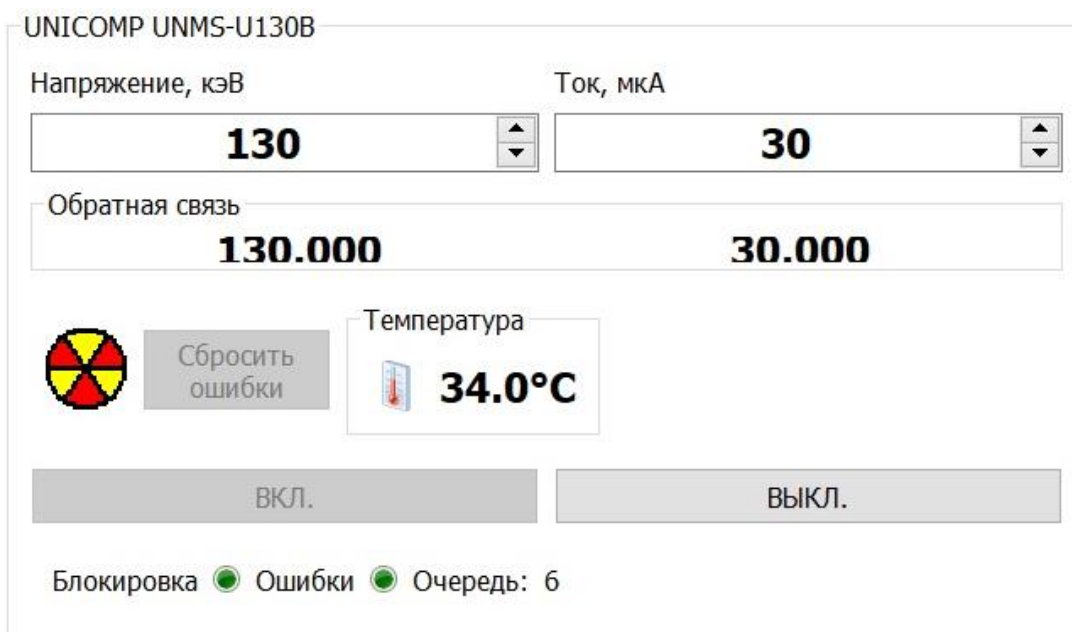 UNICOMP UNMS-U130B
Напряжение, кэВ Ток, мкА
130 30
Обратная связь
130.000 30.000
Температура
Сбросить
ошибки
34.0°C
ВКЛ. ВЫКЛ.
Блокировка Ошибки Очередь: 6